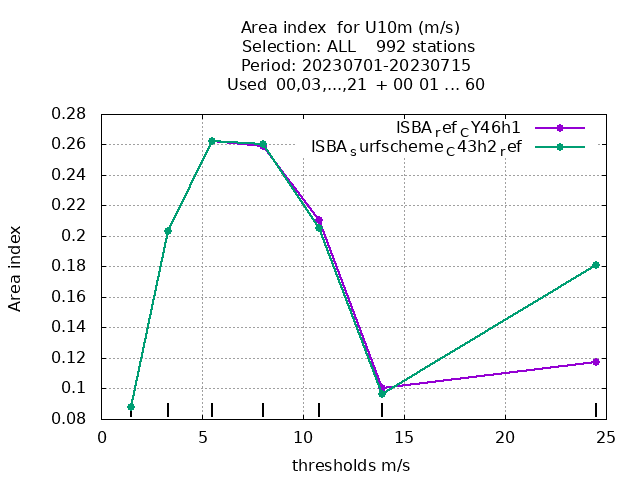 Area index  for U10m (m/s)
Selection: ALL    992 stations
Period: 20230701-20230715
Used  00,03,...,21  + 00 01 ... 60
0.28
ISBA_ref_CY46h1
0.26
ISBA_surfscheme_C43h2_ref
0.24
0.22
0.2
0.18
0.16
0.14
0.12
0.1
0.08
Area index
0 5 10 15 20 25
thresholds m/s